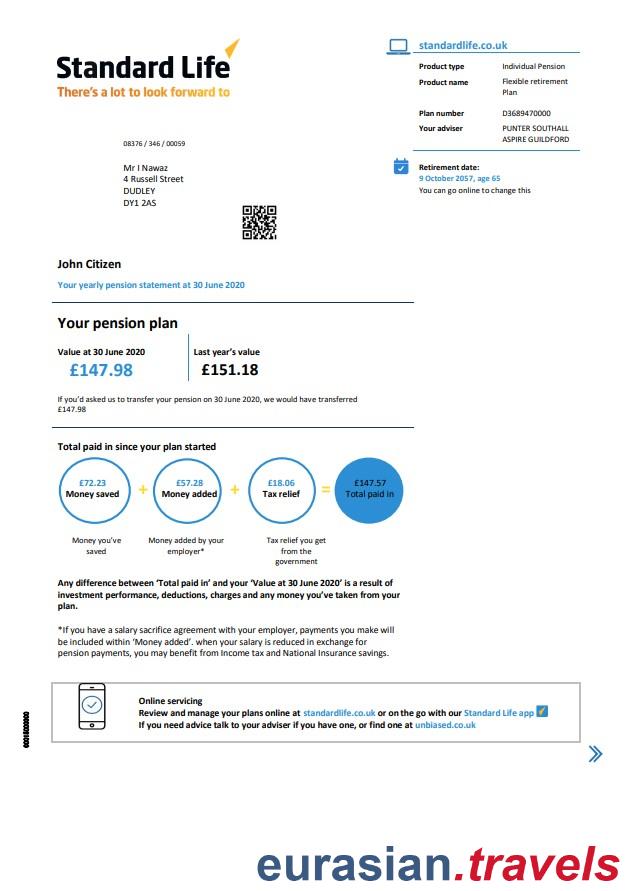 Standard Life
There's a lot to look forward to
standardlife.co.uk
Product type Individual Pension
Product name Flexible retirement
Plan
Plan number D3689470000
Your adviser PUNTER SOUTHALL
ASPIRE GUILDFORD
08376 / 346 / 00059
Mr I Nawaz
4 Russell Street
DUDLEY
DY1 2AS
Retirement date:
9 October 2057, age 65
You can go online to change this
John Citizen
Your yearly pension statement at 30 June 2020
Your pension plan
Value at 30 June 2020 Last year's value
£147.98 £151.18
If you'd asked us to transfer your pension on 30 June 2020, we would have transferred
£147.98
Total paid in since your plan started
£72.23 £57.28 £18.06 £147.57
Money saved + Money added + Tax relief = Total paid in
Money you've Money added by your Tax relief you get
saved employer* from the
government
Any difference between 'Total paid in' and your 'Value at 30 June 2020' is a result of
investment performance, deductions, charges and any money you've taken from your
plan.
*If you have a salary sacrifice agreement with your employer, payments you make will
be included within 'Money added'. when your salary is reduced in exchange for
pension payments, you may benefit from Income tax and National Insurance savings.
Online servicing
Review and manage your plans online at standardlife.co.uk or on the go with our Standard Life app
If you need advice talk to your adviser if you have one, or find one at unbiased.co.uk
eurasian.travels